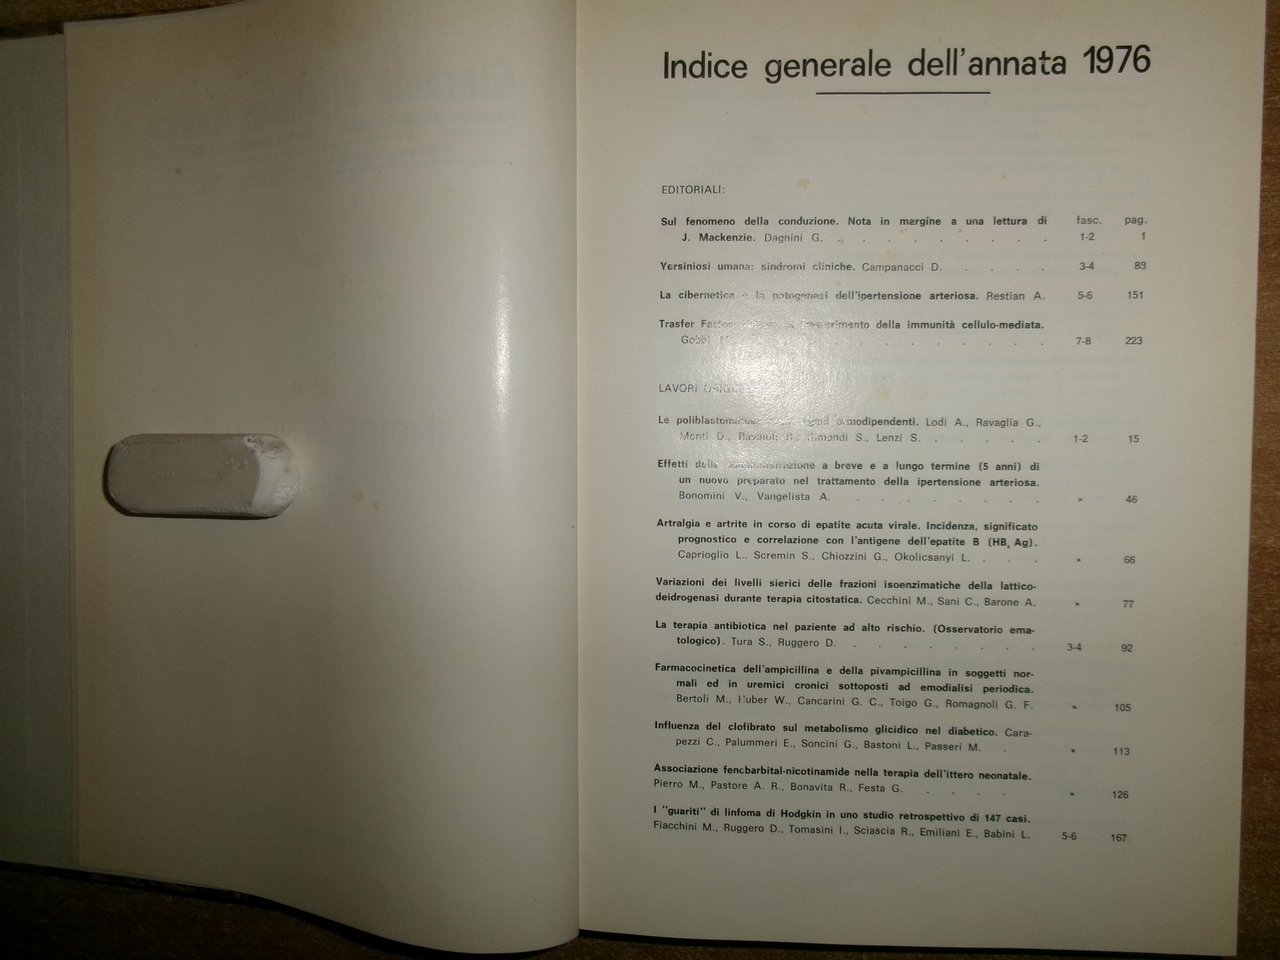 Indice generale dell'annata 1976
EDITORIALI:
fasc. pag.
Sul fenomeno della conduzione. Nota in margine a una lettura di
J. Mackenzie. Dagnini G. . . . . . . . . 1-2 1
Yersiniosi umana: sindromi cliniche. Campanacci D. . . . . 3-4 83
La cibernetica e la patogenesi dell'ipertensione arteriosa. Restian A. 5-6 151
Trasfer Factor della immunità cellulo-mediata.
. . . . . . . 7-8 223
LAVORI
Le poliblastomatosi ormodipendenti. Lodi A., Ravaglia G.,
Monti D., Rimondi S., Lenzi S. . . . . . 1-2 15
Effetti della somministrazione a breve e a lungo termine (5 anni) di
un nuovo preparato nel trattamento della ipertensione arteriosa.
Bonomini V., Vangelista A. . . . . . . . . » 46
Artralgia e artrite in corso di epatite acuta virale. Incidenza, significato
prognostico e correlazione con l'antigene dell'epatite B (HBs Ag).
Caprioglio L., Scremin S., Chiozzini G., Okolicsanyi L. . . . » 66
Variazioni dei livelli sierici delle frazioni isoenzimatiche della lattico-
deidrogenasi durante terapia citostatica. Cecchini M., Sani C., Barone A. » 77
La terapia antibiotica nel paziente ad alto rischio. (Osservatorio ema-
tologico). Tura S., Ruggero D. . . . . . . . 3-4 92
Farmacocinetica dell'ampicillina e della pivampicillina in soggetti nor-
mali ed in uremici cronici sottoposti ad emodialisi periodica.
Bertoli M., Huber W., Cancarini G. C., Toigo G., Romagnoli G. F. » 105
Influenza del clofibrato sul metabolismo glicidico nel diabetico. Cara-
pezzi C., Palummeri E., Soncini G., Bastoni L., Passeri M. . » 113
Associazione fenobarbital-nicotinamide nella terapia dell'ittero neonatale.
Pierro M., Pastore A. R., Bonavita R., Festa G. . . . . » 126
I "guariti" di linfoma di Hodgkin in uno studio retrospettivo di 147 casi.
Fiacchini M., Ruggero D., Tomasini I., Sciascia R., Emiliani E., Babini L. 5-6 167